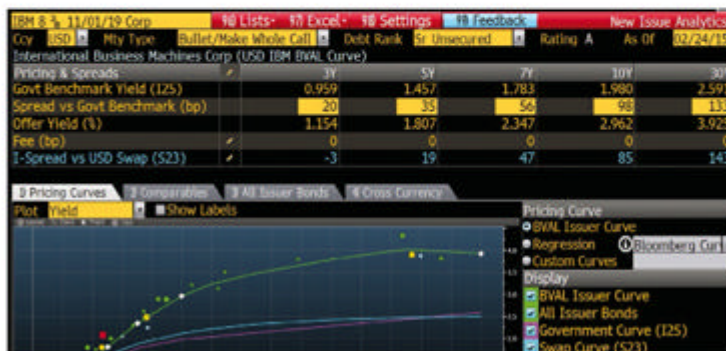 IBM 8 ⅜ 11/01/19 Corp 90 Lists 97 Excel 98 Settings 99 Feedback New Issue Analytics
Ccy USD Mty Type Bullet/Make Whole Call Debt Rank Sr Unsecured Rating A As Of 02/24/15
International Business Machines Corp (USD IBM BVAL Curve)
Pricing & Spreads 3Y 5Y 7Y 10Y 30
Govt Benchmark Yield (I25) 0.959 1.457 1.783 1.980 2.59
Spread vs Govt Benchmark (bp) 20 35 56 98 133
Offer Yield (%) 1.154 1.807 2.347 2.962 3.925
Fee (bp) 0 0 0 0 0
I-Spread vs USD Swap (S23) -3 19 47 85 143
1) Pricing Curves 2 Comparables 3 All Issuer Bonds 4 Cross Currency
Plot Yield Show Labels Pricing Curve
BVAL Issuer Curve
Regression Bloomberg Cur
Custom Curves
Display
BVAL Issuer Curve
All Issuer Bonds
Government Curve (I25)
Swap Curve (S23)